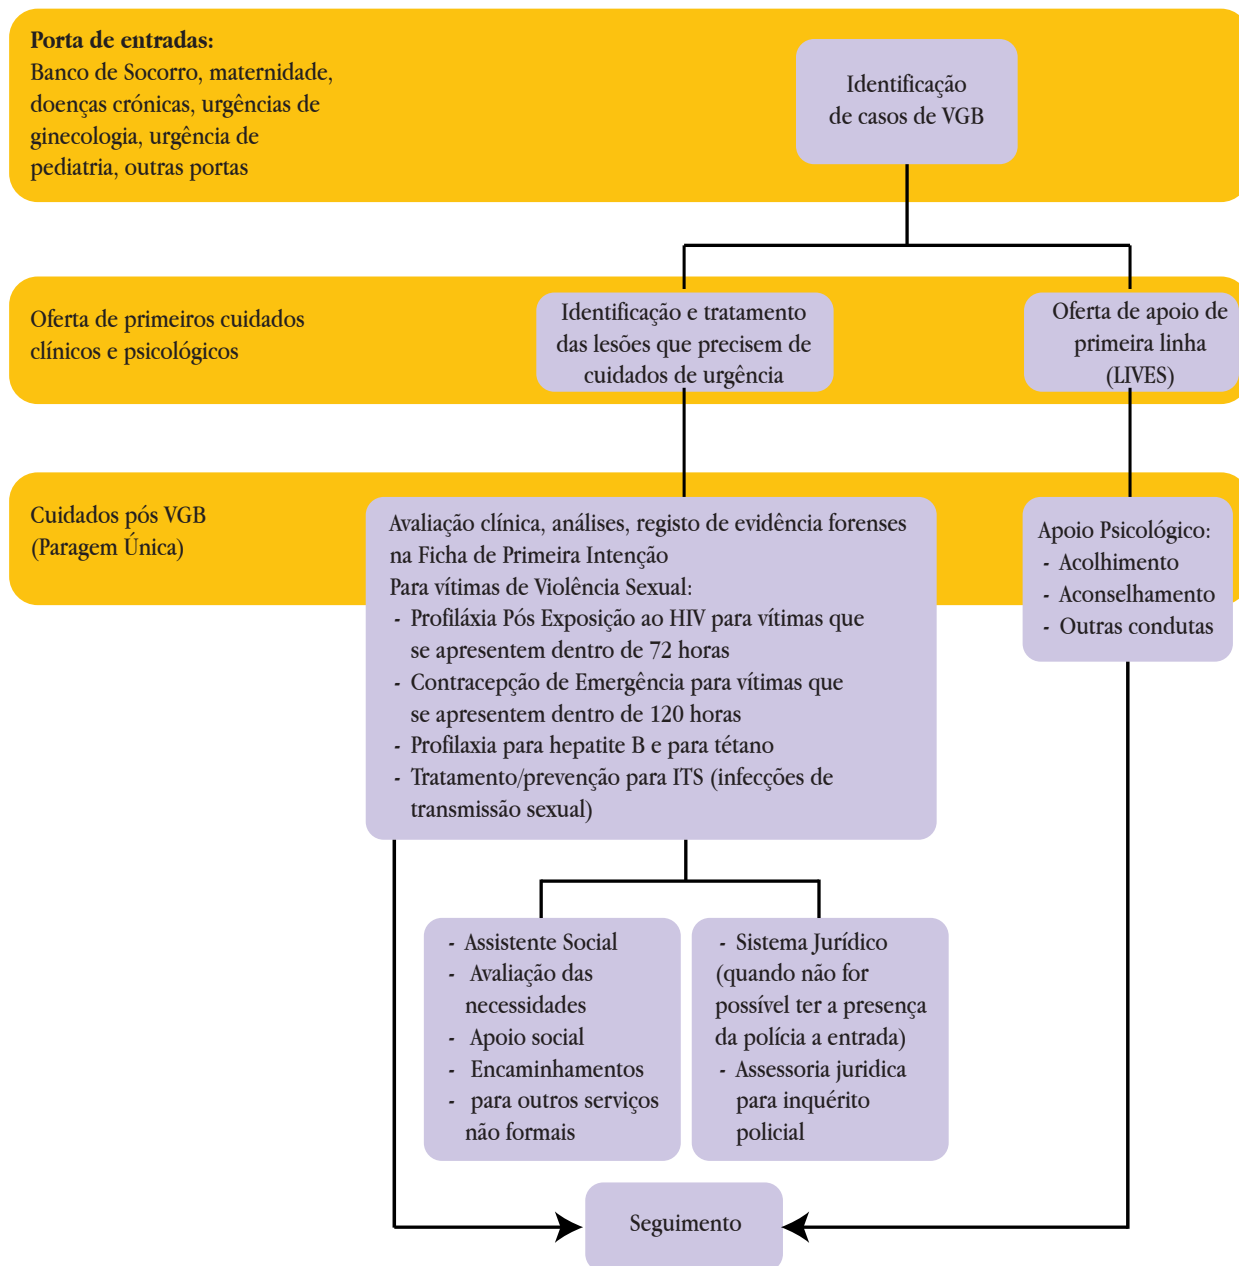 Porta de entradas:
Banco de Socorro, maternidade,
doenças crónicas, urgências de
ginecologia, urgência de
pediatria, outras portas
Identificação
de casos de VGB
Oferta de primeiros cuidados
clínicos e psicológicos
Identificação e tratamento
das lesões que precisem de
cuidados de urgência
Oferta de apoio de
primeira linha
(LIVES)
Cuidados pós VGB
(Paragem Única)
Avaliação clínica, análises, registo de evidência forenses
na Ficha de Primeira Intenção
Para vítimas de Violência Sexual:
- Profiláxia Pós Exposição ao HIV para vítimas que
se apresentem dentro de 72 horas
- Contracepção de Emergência para vítimas que
se apresentem dentro de 120 horas
- Profilaxia para hepatite B e para tétano
- Tratamento/prevenção para ITS (infecções de
transmissão sexual)
Apoio Psicológico:
- Acolhimento
- Aconselhamento
- Outras condutas
- Assistente Social
- Avaliação das
necessidades
- Apoio social
- Encaminhamentos
- para outros serviços
não formais
- Sistema Jurídico
(quando não for
possível ter a presença
da polícia a entrada)
- Assessoria juridica
para inquérito
policial
Seguimento